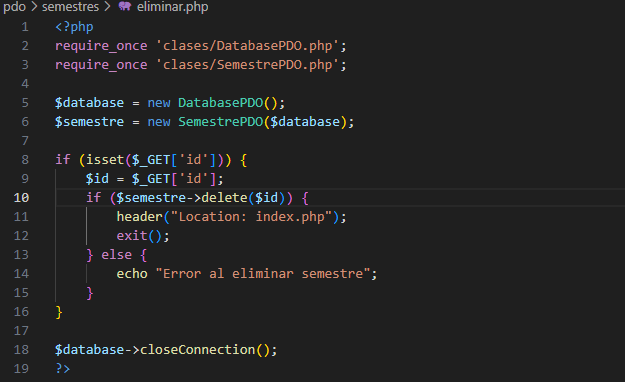 pdo > semestres > eliminar.php
1 <?php
2 require_once 'clases/DatabasePDO.php';
3 require_once 'clases/SemestrePDO.php';
4
5 $database = new DatabasePDO();
6 $semestre = new SemestrePDO($database);
7
8 if (isset($_GET['id'])) {
9     $id = $_GET['id'];
10     if ($semestre->delete($id)) {
11         header("Location: index.php");
12         exit();
13     } else {
14         echo "Error al eliminar semestre";
15     }
16 }
17
18 $database->closeConnection();
19 ?>